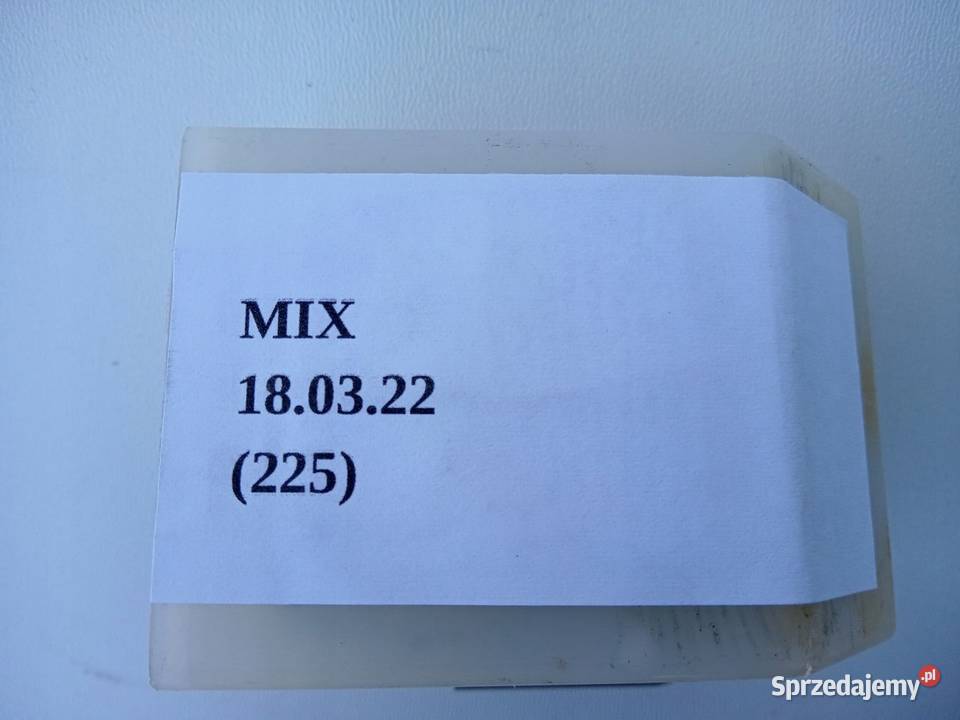 MIX
18.03.22
(225)
Sprzedajemy.pl